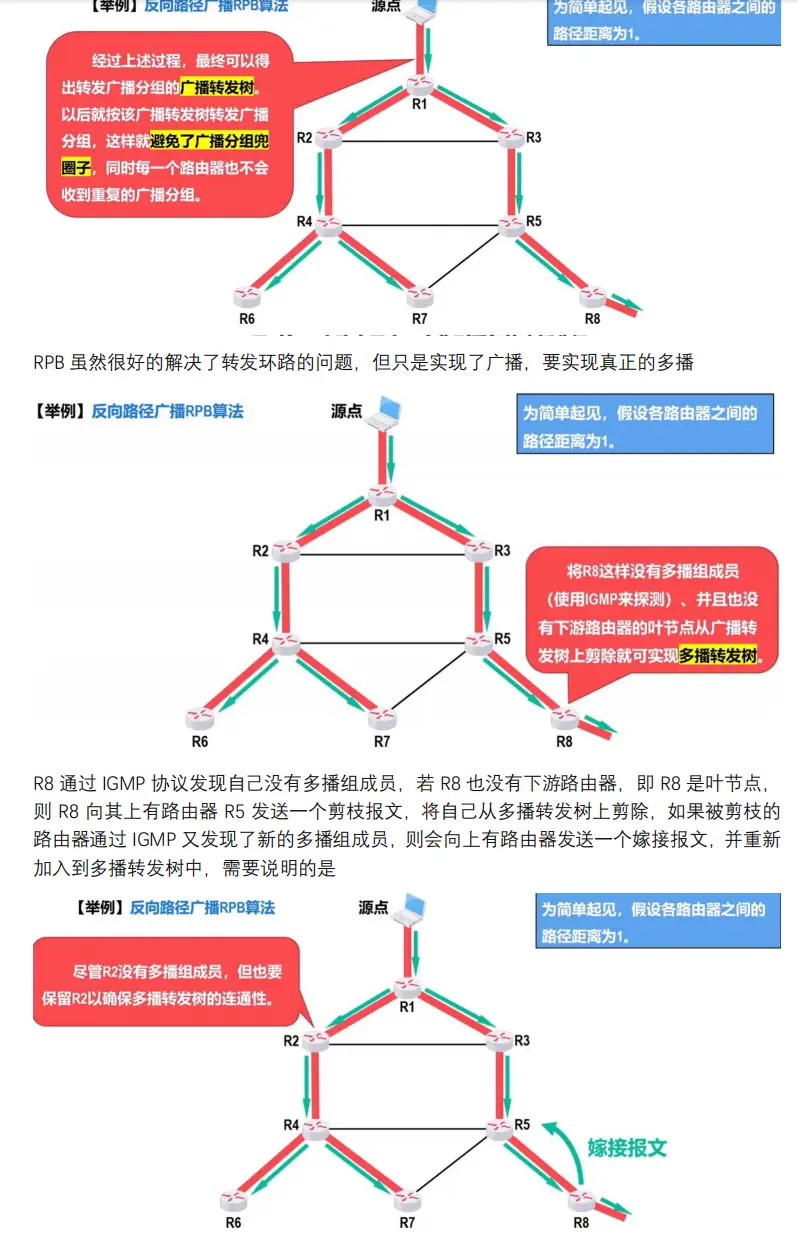 【举例】反向路径广播RPB算法
源点
为简单起见，假设各路由器之间的
路径距离为1。
经过上述过程，最终可以得
出转发广播分组的广播转发树。
以后就按该广播转发树转发广播
分组，这样就避免了广播分组兜
圈子，同时每一个路由器也不会
收到重复的广播分组。
R1
R2
R3
R4
R5
R6
R7
R8
RPB 虽然很好的解决了转发环路的问题，但只是实现了广播，要实现真正的多播
【举例】反向路径广播RPB算法
源点
为简单起见，假设各路由器之间的
路径距离为1。
R1
R2
R3
将R8这样没有多播组成员
（使用IGMP来探测）、并且也没
有下游路由器的叶节点从广播转
发树上剪除就可实现多播转发树。
R4
R5
R6
R7
R8
R8 通过 IGMP 协议发现自己没有多播组成员，若 R8 也没有下游路由器，即 R8 是叶节点，
则 R8 向其上有路由器 R5 发送一个剪枝报文，将自己从多播转发树上剪除，如果被剪枝的
路由器通过 IGMP 又发现了新的多播组成员，则会向上有路由器发送一个嫁接报文，并重新
加入到多播转发树中，需要说明的是
【举例】反向路径广播RPB算法
源点
为简单起见，假设各路由器之间的
路径距离为1。
尽管R2没有多播组成员，但也要
保留R2以确保多播转发树的连通性。
R1
R2
R3
R4
R5
嫁接报文
R6
R7
R8